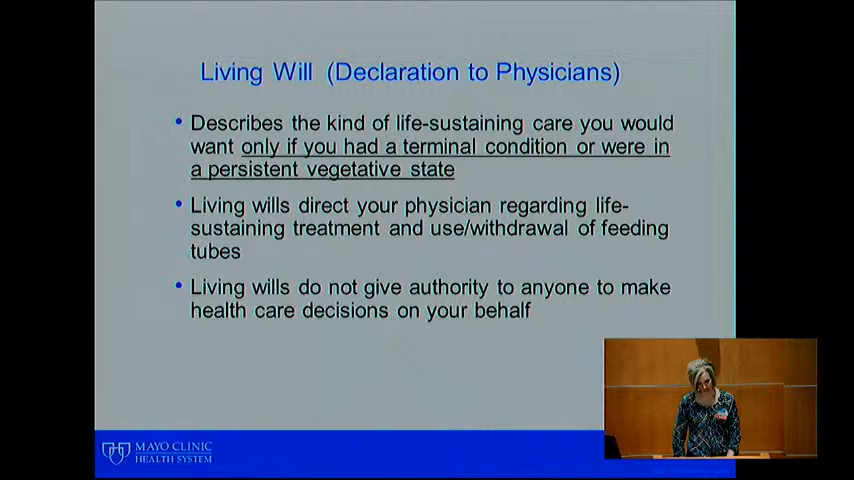 Living Will (Declaration to Physicians)
• Describes the kind of life-sustaining care you would
want only if you had a terminal condition or were in
a persistent vegetative state
• Living wills direct your physician regarding life-
sustaining treatment and use/withdrawal of feeding
tubes
• Living wills do not give authority to anyone to make
health care decisions on your behalf
MAYO CLINIC
HEALTH SYSTEM